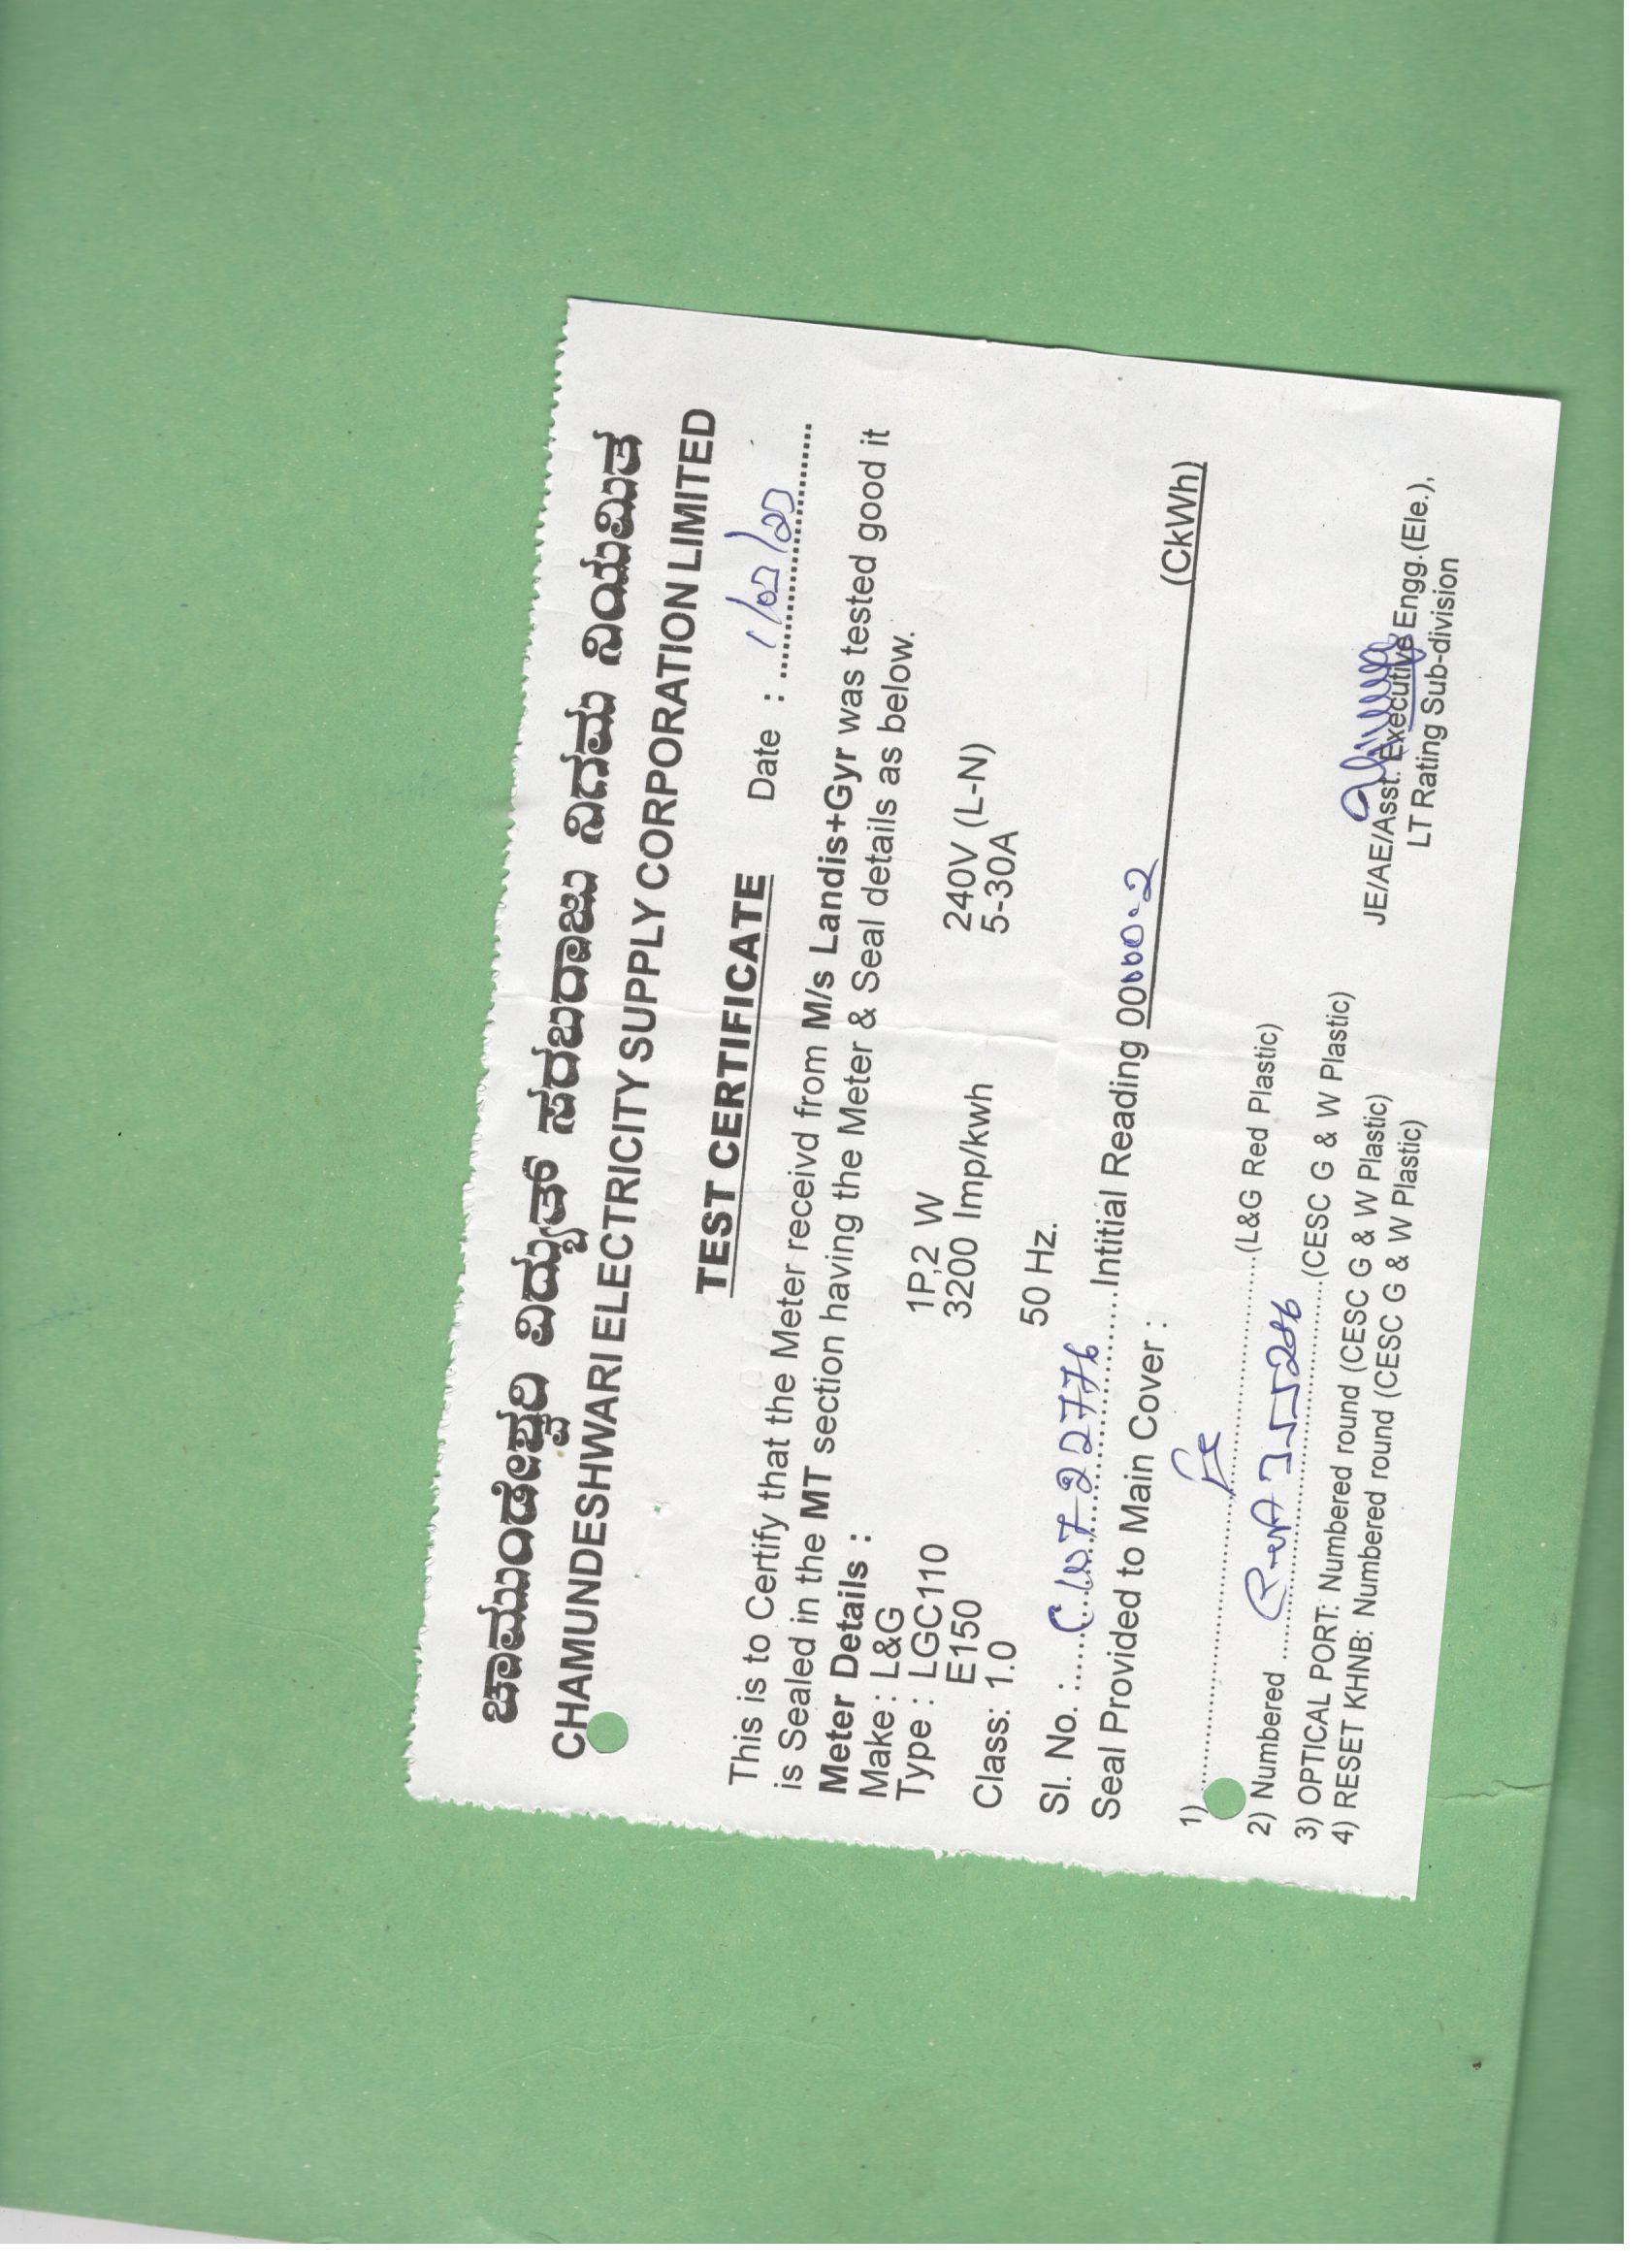 ಚಾಮುಂಡೇಶ್ವರಿ ವಿದ್ಯುತ್ ಸರಬರಾಜು ನಿಗಮ ನಿಯಮಿತ
CHAMUNDESHWARI ELECTRICITY SUPPLY CORPORATION LIMITED
TEST CERTIFICATE Date :
This is to Certify that the Meter receivd from M/s Landis+Gyr was tested good it
is Sealed in the MT section having the Meter & Seal details as below.
Meter Details :
Make : L&G 1P,2 W 240V (L-N)
Type : LGC110 3200 Imp/kwh 5-30A
E150
Class: 1.0 50 Hz.
Sl. No. : Intitial Reading 00000.2 (CkWh)
Seal Provided to Main Cover :
1) (L&G Red Plastic)
2) Numbered (CESC G & W Plastic)
3) OPTICAL PORT: Numbered round (CESC G & W Plastic)
4) RESET KHNB: Numbered round (CESC G & W Plastic)
JE/AE/Asst. Executive Engg.(Ele.),
LT Rating Sub-division